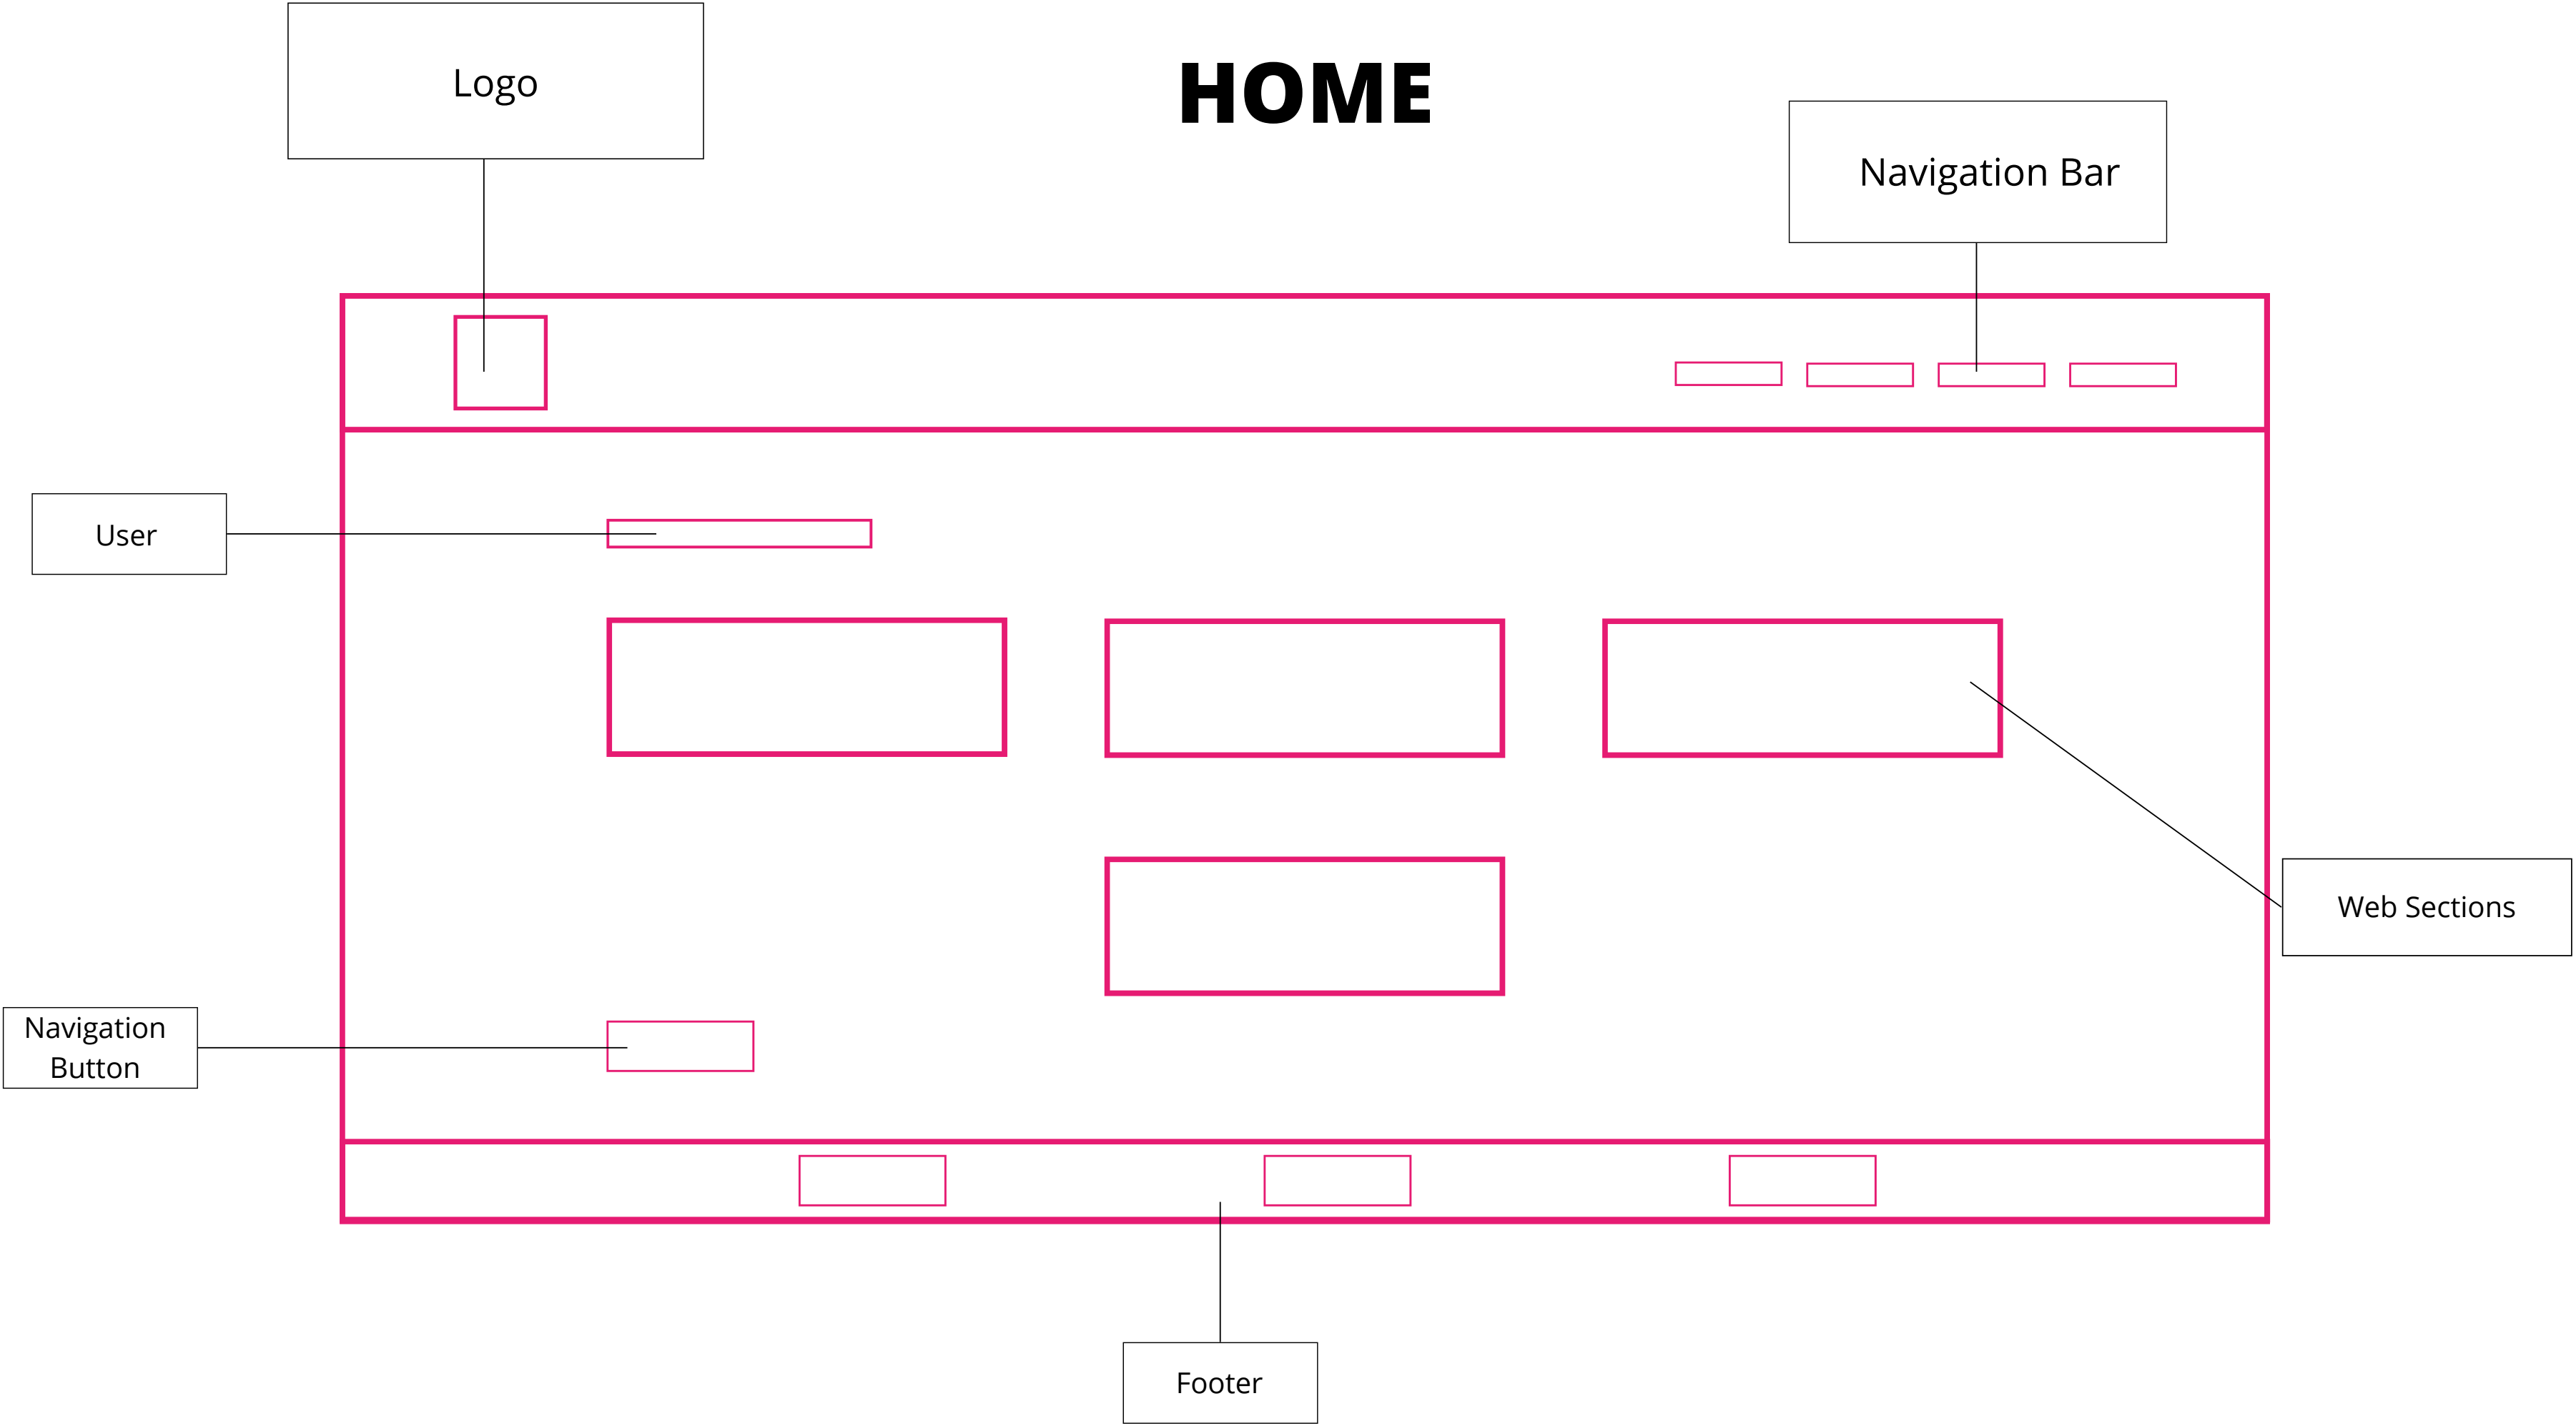 Logo
HOME
Navigation Bar
User
Web Sections
Navigation
Button
Footer